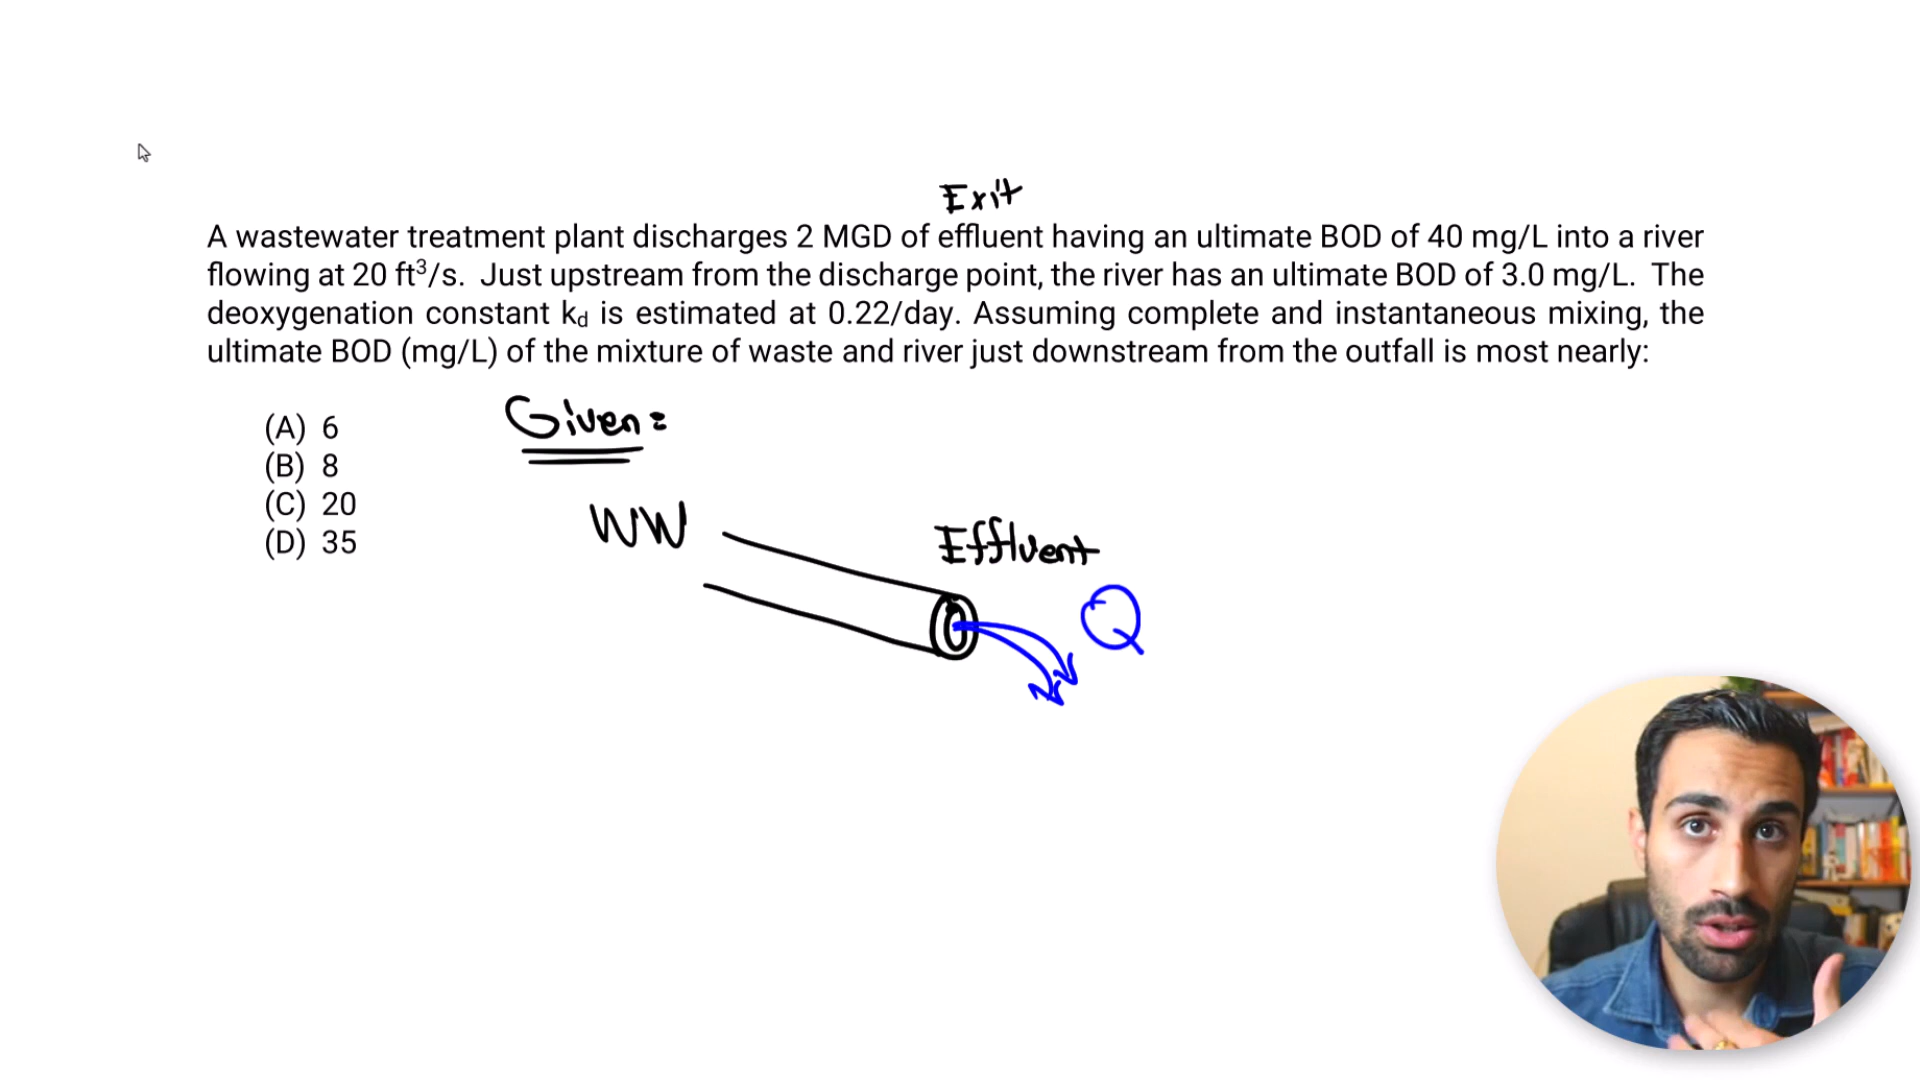 Exit
A wastewater treatment plant discharges 2 MGD of effluent having an ultimate BOD of 40 mg/L into a river
flowing at 20 ft³/s. Just upstream from the discharge point, the river has an ultimate BOD of 3.0 mg/L. The
deoxygenation constant kd is estimated at 0.22/day. Assuming complete and instantaneous mixing, the
ultimate BOD (mg/L) of the mixture of waste and river just downstream from the outfall is most nearly:
(A) 6
(B) 8
(C) 20
(D) 35
Given:
WW
Effluent
Q